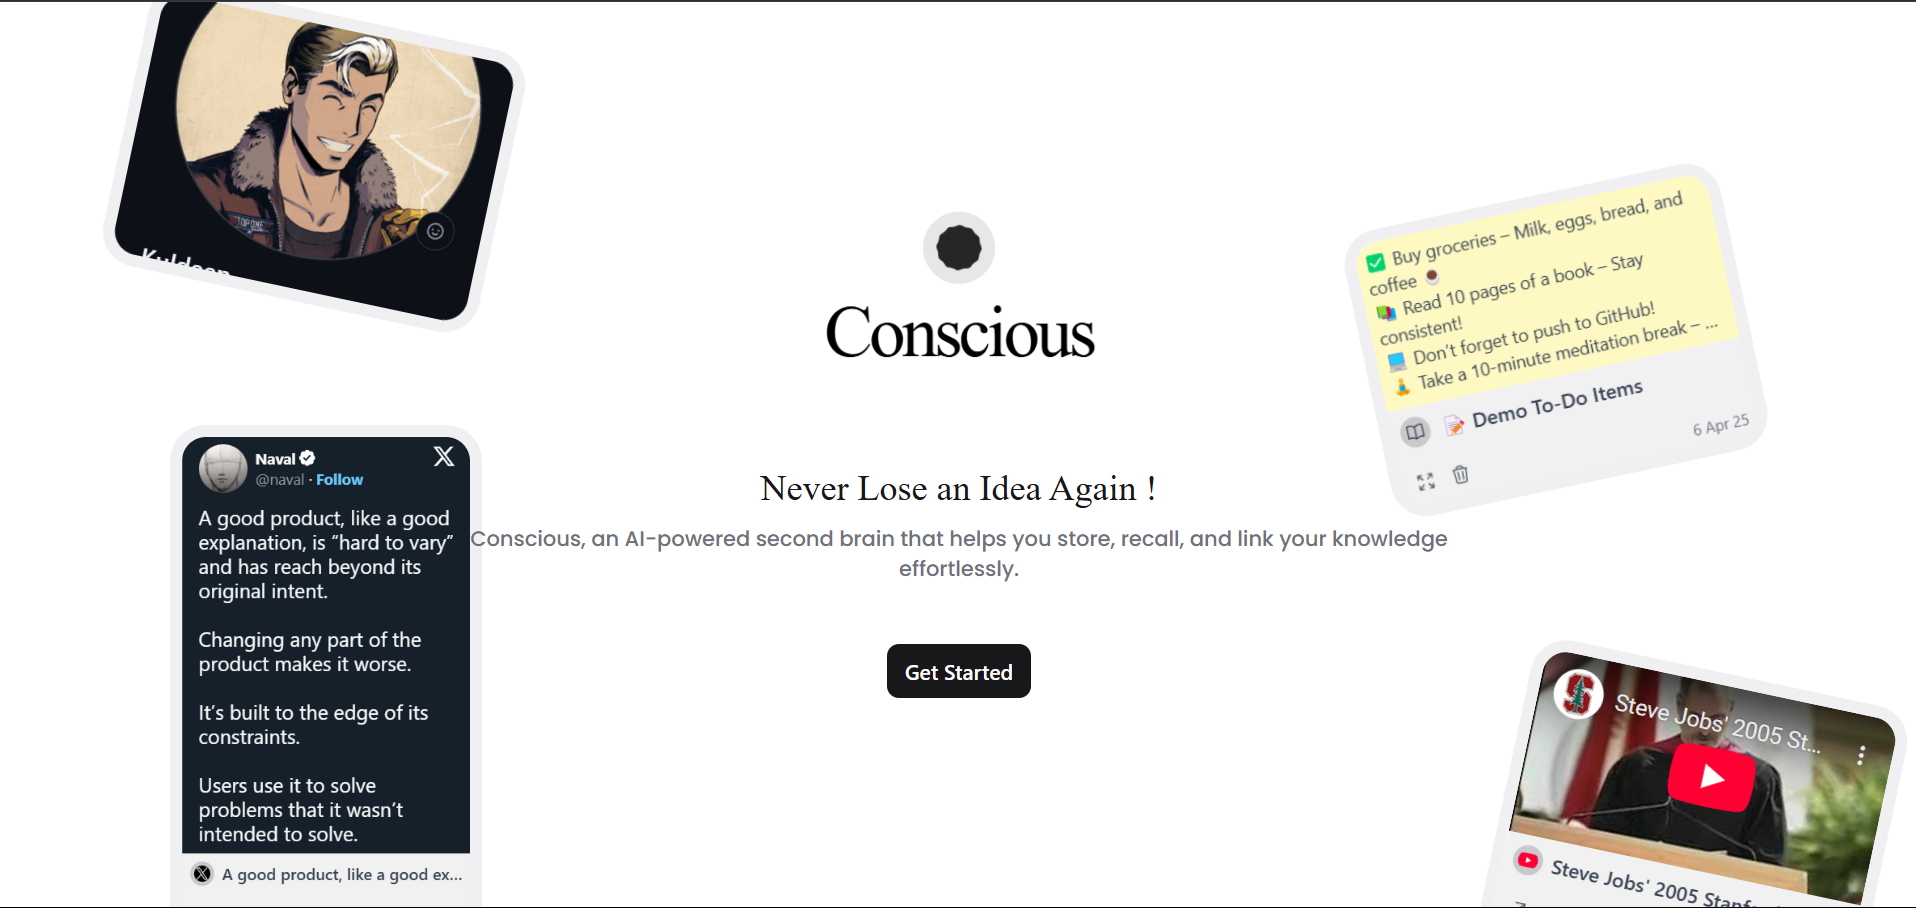 TOP ONE
Kuldeep
Conscious
Never Lose an Idea Again !
Conscious, an AI-powered second brain that helps you store, recall, and link your knowledge
effortlessly.
Get Started
Naval
@naval · Follow
A good product, like a good
explanation, is “hard to vary”
and has reach beyond its
original intent.
Changing any part of the
product makes it worse.
It’s built to the edge of its
constraints.
Users use it to solve
problems that it wasn’t
intended to solve.
A good product, like a good ex...
✅ Buy groceries – Milk, eggs, bread, and
coffee ☕
📚 Read 10 pages of a book – Stay
consistent!
💻 Don’t forget to push to GitHub!
🧘 Take a 10-minute meditation break – ...
📝 Demo To-Do Items
6 Apr 25
Steve Jobs' 2005 St...
Steve Jobs' 2005 Stanf